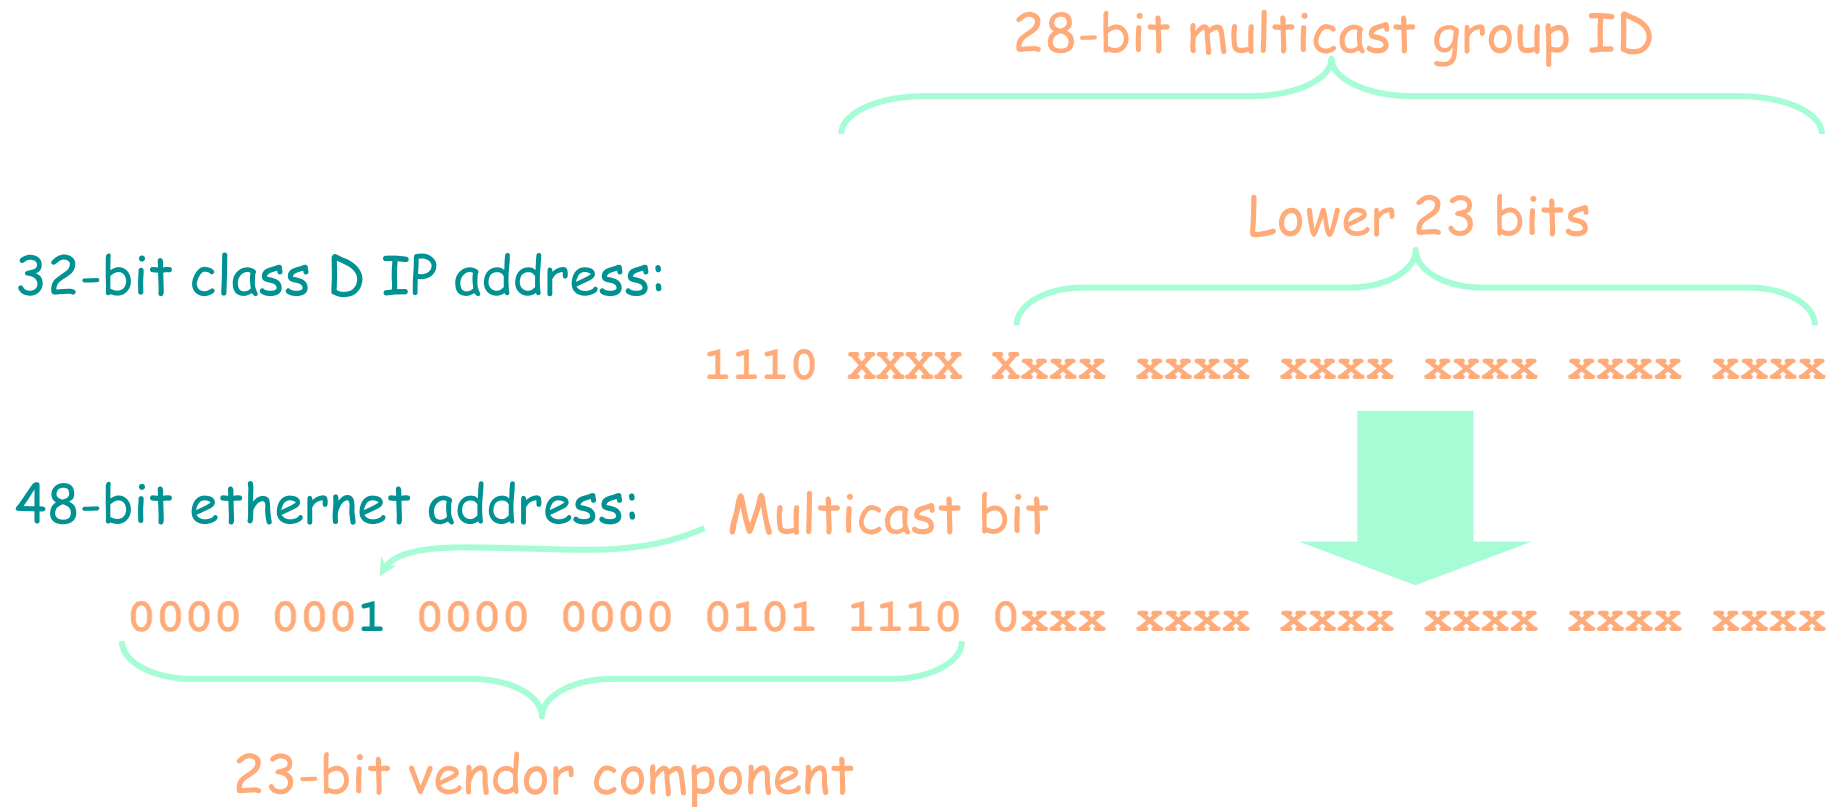 28-bit multicast group ID
Lower 23 bits
32-bit class D IP address:
1110 XXXX Xxxx xxxx xxxx xxxx xxxx xxxx
48-bit ethernet address:
Multicast bit
0000 0001 0000 0000 0101 1110 0xxx xxxx xxxx xxxx xxxx xxxx
23-bit vendor component